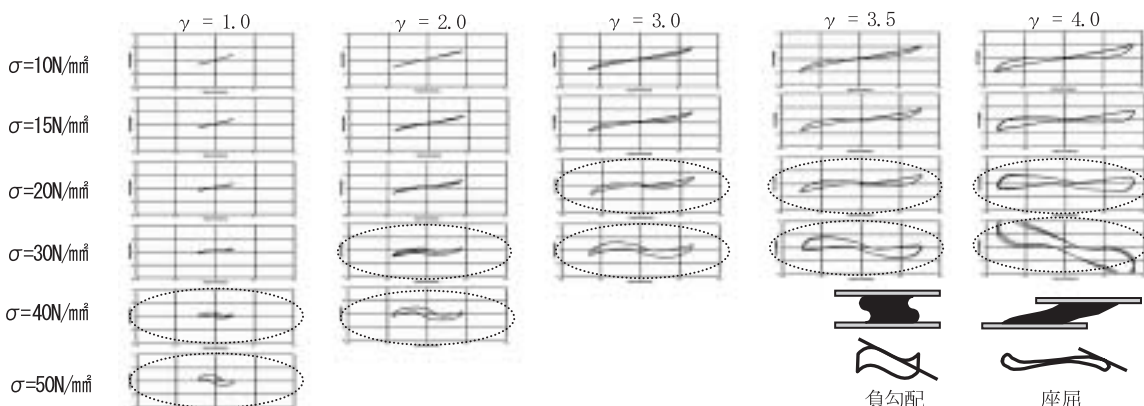 γ = 1.0 γ = 2.0 γ = 3.0 γ = 3.5 γ = 4.0
σ=10N/m㎡
σ=15N/m㎡
σ=20N/m㎡
σ=30N/m㎡
σ=40N/m㎡
σ=50N/m㎡
負勾配 座屈